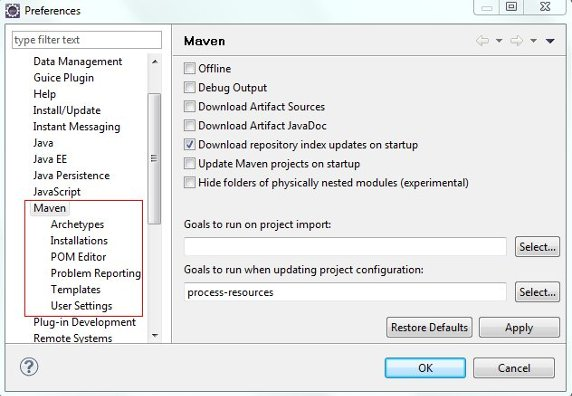 Preferences
type filter text
Data Management
Guice Plugin
Help
Install/Update
Instant Messaging
Java
Java EE
Java Persistence
JavaScript
Maven
Archetypes
Installations
POM Editor
Problem Reporting
Templates
User Settings
Plug-in Development
Remote Systems
Maven
Offline
Debug Output
Download Artifact Sources
Download Artifact JavaDoc
Download repository index updates on startup
Update Maven projects on startup
Hide folders of physically nested modules (experimental)
Goals to run on project import:
Select...
Goals to run when updating project configuration:
process-resources Select...
Restore Defaults Apply
? OK Cancel